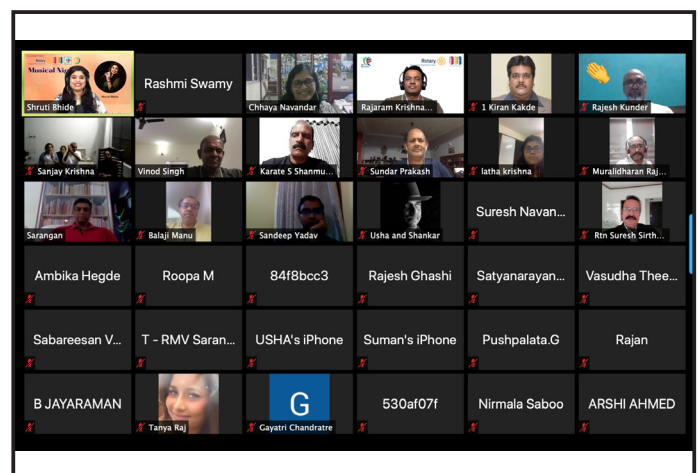 Rotary
Musical Nig
Shruti Bhide
Rashmi Swamy
Chhaya Navandar
Rotary
Rajaram Krishna...
1 Kiran Kakde
Rajesh Kunder
Sanjay Krishna
Vinod Singh
Karate S Shanmu...
Sundar Prakash
latha krishna
Muralidharan Raj...
Sarangan
Balaji Manu
Sandeep Yadav
Usha and Shankar
Suresh Navan...
Rtn Suresh Sirth...
Ambika Hegde
Roopa M
84f8bcc3
Rajesh Ghashi
Satyanarayan...
Vasudha Thee...
Sabareesan V...
T - RMV Saran...
USHA's iPhone
Suman's iPhone
Pushpalata.G
Rajan
B JAYARAMAN
Tanya Raj
G
Gayatri Chandratre
530af07f
Nirmala Saboo
ARSHI AHMED